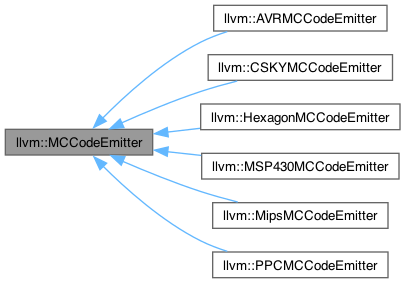 llvm::AVRMCCodeEmitter
llvm::CSKYMCCodeEmitter
llvm::HexagonMCCodeEmitter
llvm::MCCodeEmitter
llvm::MSP430MCCodeEmitter
llvm::MipsMCCodeEmitter
llvm::PPCMCCodeEmitter